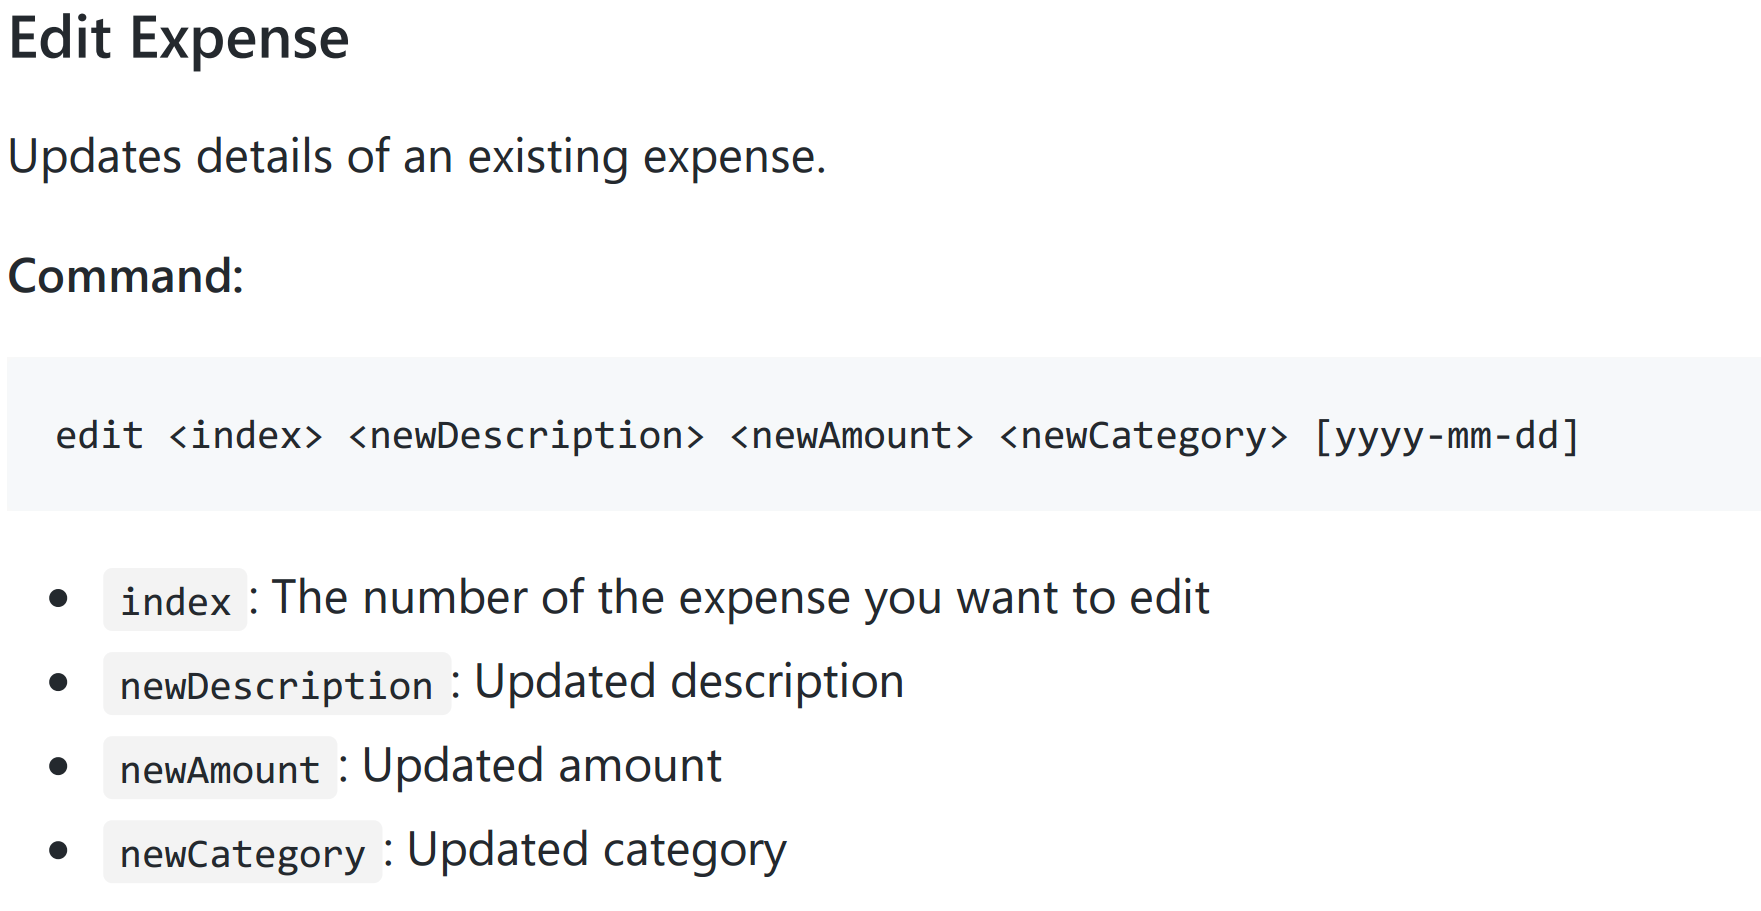 Edit Expense
Updates details of an existing expense.
Command:
edit <index> <newDescription> <newAmount> <newCategory> [yyyy-mm-dd]
index: The number of the expense you want to edit
newDescription: Updated description
newAmount: Updated amount
newCategory: Updated category